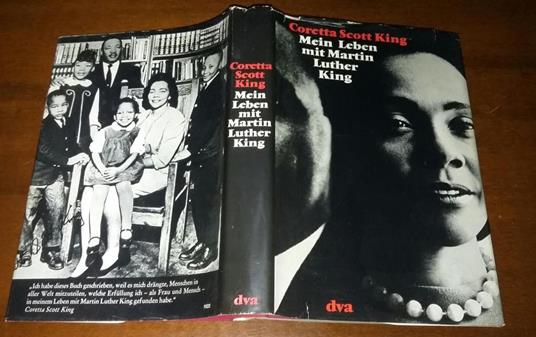 „Ich habe dieses Buch geschrieben, weil es mich drängte, Menschen in
aller Welt mitzuteilen, welche Erfüllung ich – als Frau und Mensch –
in meinem Leben mit Martin Luther King gefunden habe.“
Coretta Scott King
Coretta
Scott
King
Mein
Leben
mit
Martin
Luther
King
dva
Coretta Scott King
Mein Leben
mit Martin
Luther
King
dva